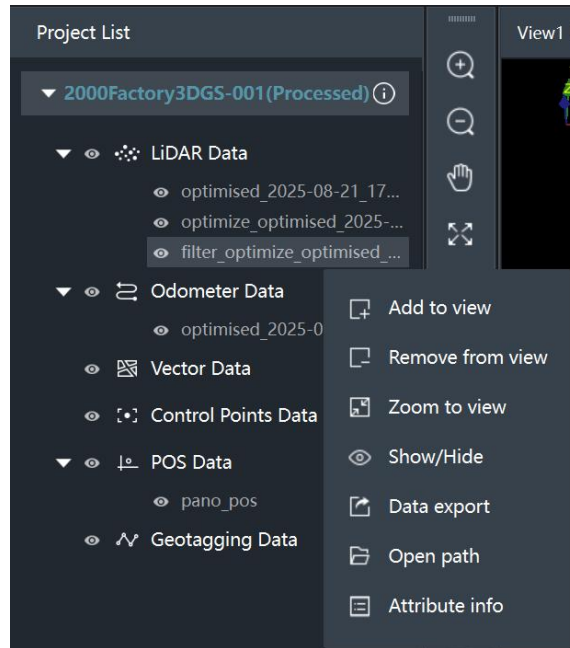 Project List
View1
2000Factory3DGS-001(Processed)
LiDAR Data
optimised_2025-08-21_17...
optimize_optimised_2025-...
filter_optimize_optimised_...
Odometer Data
optimised_2025-0
Vector Data
Control Points Data
POS Data
pano_pos
Geotagging Data
Add to view
Remove from view
Zoom to view
Show/Hide
Data export
Open path
Attribute info